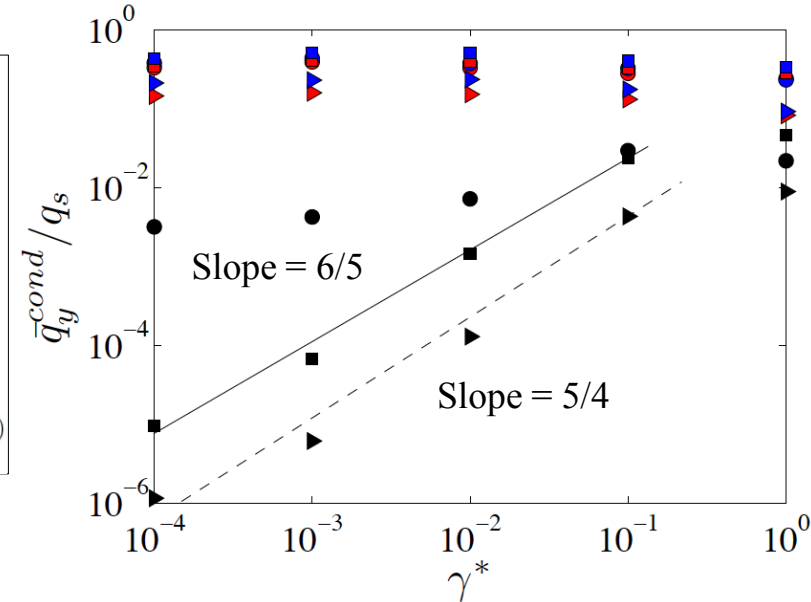 10^0
10^-2
10^-4
10^-6
q̄_y^cond / q_s
Slope = 6/5
Slope = 5/4
)
10^-4 10^-3 10^-2 10^-1 10^0
γ*